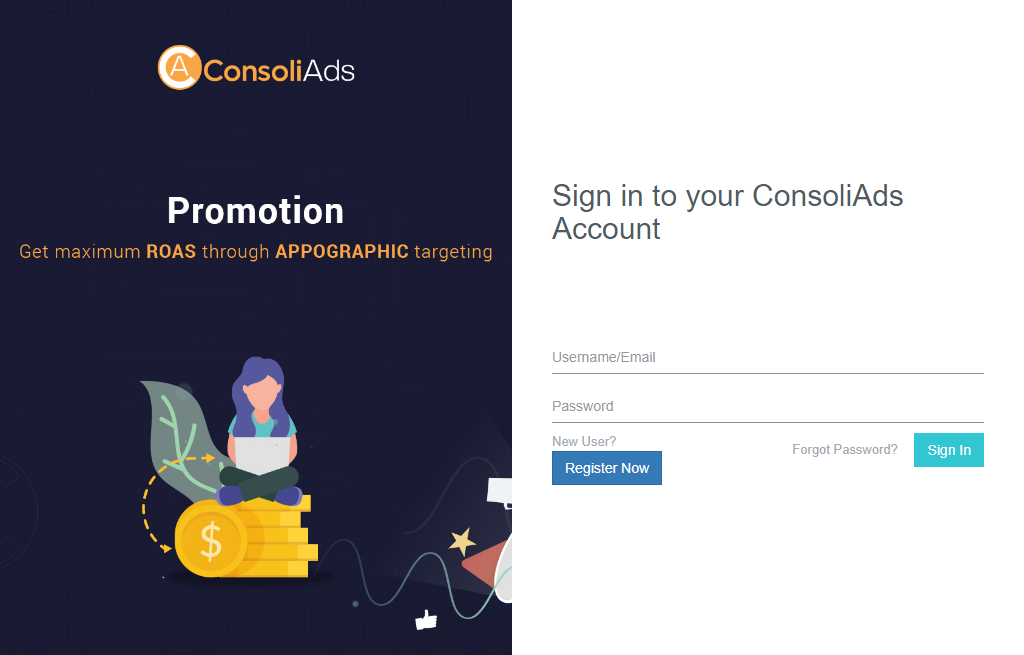 ConsoliAds
Promotion
Get maximum ROAS through APPOGRAPHIC targeting
$
Sign in to your ConsoliAds
Account
Username/Email
Password
New User?
Register Now
Forgot Password?
Sign In